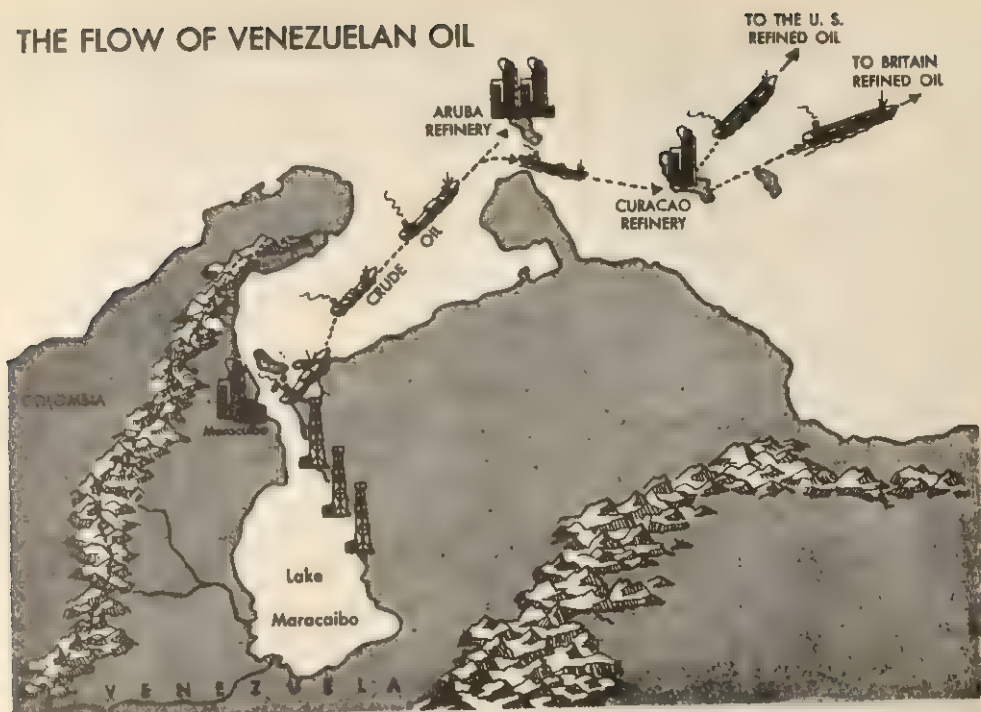 THE FLOW OF VENEZUELAN OIL
TO THE U. S.
REFINED OIL
TO BRITAIN
REFINED OIL
ARUBA
REFINERY
CURACAO
REFINERY
CRUDE OIL
COLOMBIA
Maracaibo
Lake
Maracaibo
VENEZUELA